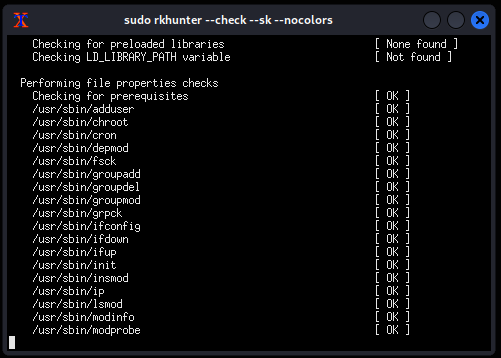 sudo rkhunter --check --sk --nocolors
Checking for preloaded libraries [ None found ]
Checking LD_LIBRARY_PATH variable [ Not found ]
Performing file properties checks
Checking for prerequisites [ OK ]
/usr/sbin/adduser [ OK ]
/usr/sbin/chroot [ OK ]
/usr/sbin/cron [ OK ]
/usr/sbin/depmod [ OK ]
/usr/sbin/fsck [ OK ]
/usr/sbin/groupadd [ OK ]
/usr/sbin/groupdel [ OK ]
/usr/sbin/groupmod [ OK ]
/usr/sbin/grpck [ OK ]
/usr/sbin/ifconfig [ OK ]
/usr/sbin/ifdown [ OK ]
/usr/sbin/ifup [ OK ]
/usr/sbin/init [ OK ]
/usr/sbin/insmod [ OK ]
/usr/sbin/ip [ OK ]
/usr/sbin/lsmod [ OK ]
/usr/sbin/modinfo [ OK ]
/usr/sbin/modprobe [ OK ]